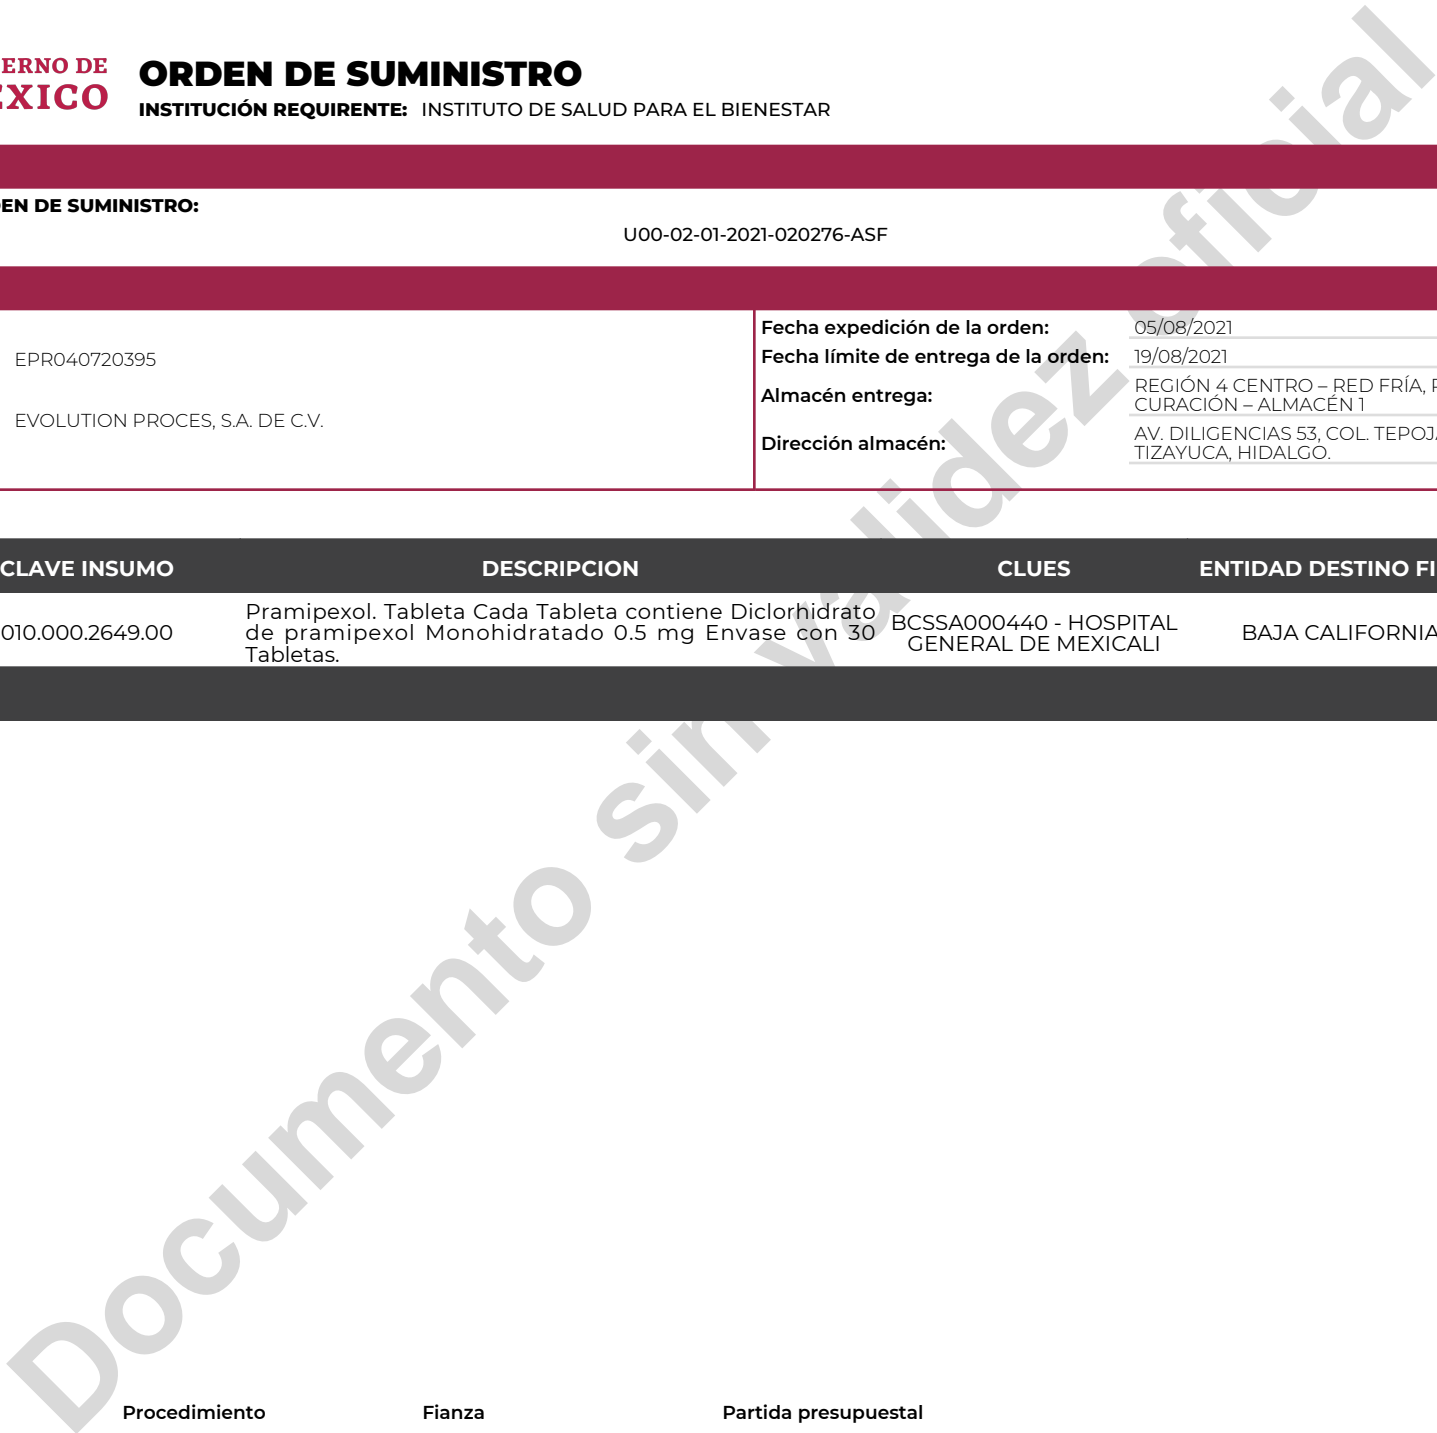 ERNO DE
EXICO
ORDEN DE SUMINISTRO
INSTITUCIÓN REQUIRENTE: INSTITUTO DE SALUD PARA EL BIENESTAR
EN DE SUMINISTRO:
U00-02-01-2021-020276-ASF
EPR040720395
EVOLUTION PROCES, S.A. DE C.V.
Fecha expedición de la orden: 05/08/2021
Fecha límite de entrega de la orden: 19/08/2021
Almacén entrega: REGIÓN 4 CENTRO – RED FRÍA,
CURACIÓN – ALMACÉN 1
Dirección almacén: AV. DILIGENCIAS 53, COL. TEPOJ
TIZAYUCA, HIDALGO.
CLAVE INSUMO DESCRIPCION CLUES ENTIDAD DESTINO FI
010.000.2649.00
Pramipexol. Tableta Cada Tableta contiene Diclorhidrato
de pramipexol Monohidratado 0.5 mg Envase con 30
Tabletas.
BCSSA000440 - HOSPITAL
GENERAL DE MEXICALI
BAJA CALIFORNIA
Documento sin validez oficial
Procedimiento Fianza Partida presupuestal